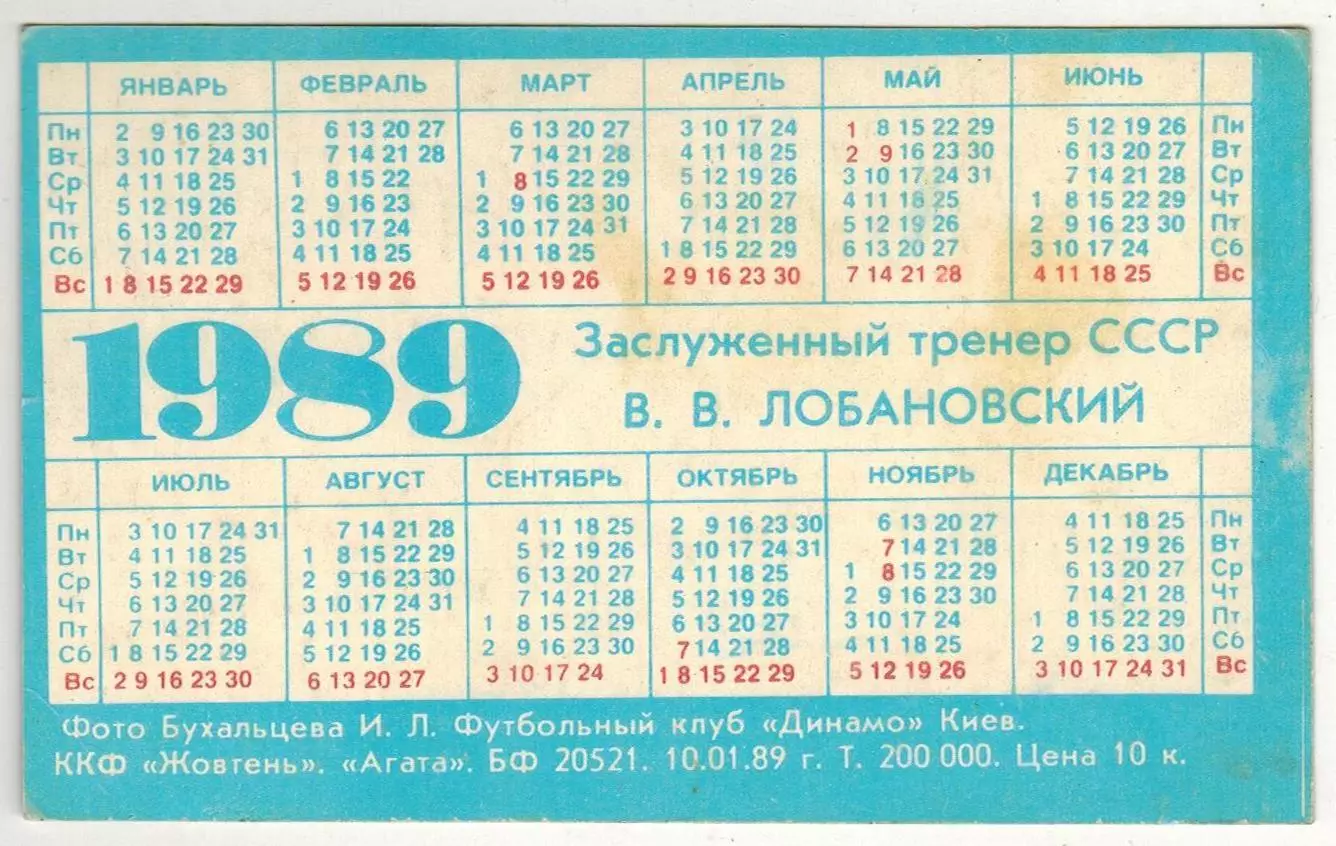 ЯНВАРЬ ФЕВРАЛЬ МАРТ АПРЕЛЬ МАЙ ИЮНЬ
Пн 2 9 16 23 30 6 13 20 27 6 13 20 27 3 10 17 24 1 8 15 22 29 5 12 19 26 Пн
Вт 3 10 17 24 31 7 14 21 28 7 14 21 28 4 11 18 25 2 9 16 23 30 6 13 20 27 Вт
Ср 4 11 18 25 1 8 15 22 1 8 15 22 29 5 12 19 26 3 10 17 24 31 7 14 21 28 Ср
Чт 5 12 19 26 2 9 16 23 2 9 16 23 30 6 13 20 27 4 11 18 25 1 8 15 22 29 Чт
Пт 6 13 20 27 3 10 17 24 3 10 17 24 31 7 14 21 28 5 12 19 26 2 9 16 23 30 Пт
Сб 7 14 21 28 4 11 18 25 4 11 18 25 1 8 15 22 29 6 13 20 27 3 10 17 24 Сб
Вс 1 8 15 22 29 5 12 19 26 5 12 19 26 2 9 16 23 30 7 14 21 28 4 11 18 25 Вс
1989
Заслуженный тренер СССР
В. В. ЛОБАНОВСКИЙ
ИЮЛЬ АВГУСТ СЕНТЯБРЬ ОКТЯБРЬ НОЯБРЬ ДЕКАБРЬ
Пн 3 10 17 24 31 7 14 21 28 4 11 18 25 2 9 16 23 30 6 13 20 27 4 11 18 25 Пн
Вт 4 11 18 25 1 8 15 22 29 5 12 19 26 3 10 17 24 31 7 14 21 28 5 12 19 26 Вт
Ср 5 12 19 26 2 9 16 23 30 6 13 20 27 4 11 18 25 1 8 15 22 29 6 13 20 27 Ср
Чт 6 13 20 27 3 10 17 24 31 7 14 21 28 5 12 19 26 2 9 16 23 30 7 14 21 28 Чт
Пт 7 14 21 28 4 11 18 25 1 8 15 22 29 6 13 20 27 3 10 17 24 1 8 15 22 29 Пт
Сб 1 8 15 22 29 5 12 19 26 2 9 16 23 30 7 14 21 28 4 11 18 25 2 9 16 23 30 Сб
Вс 2 9 16 23 30 6 13 20 27 3 10 17 24 1 8 15 22 29 5 12 19 26 3 10 17 24 31 Вс
Фото Бухальцева И. Л. Футбольный клуб «Динамо» Киев.
ККФ «Жовтень». «Агата». БФ 20521. 10.01.89 г. Т. 200 000. Цена 10 к.